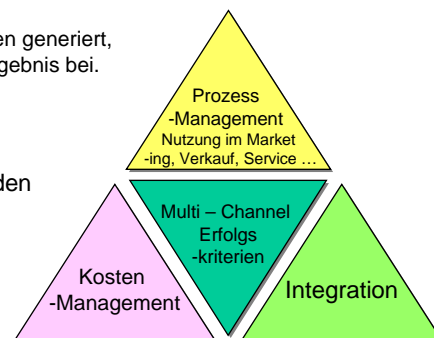 en generiert,
gebnis bei.
Prozess
-Management
Nutzung im Market
-ing, Verkauf, Service ...
den
Multi – Channel
Erfolgs
-kriterien
Kosten
-Management
Integration